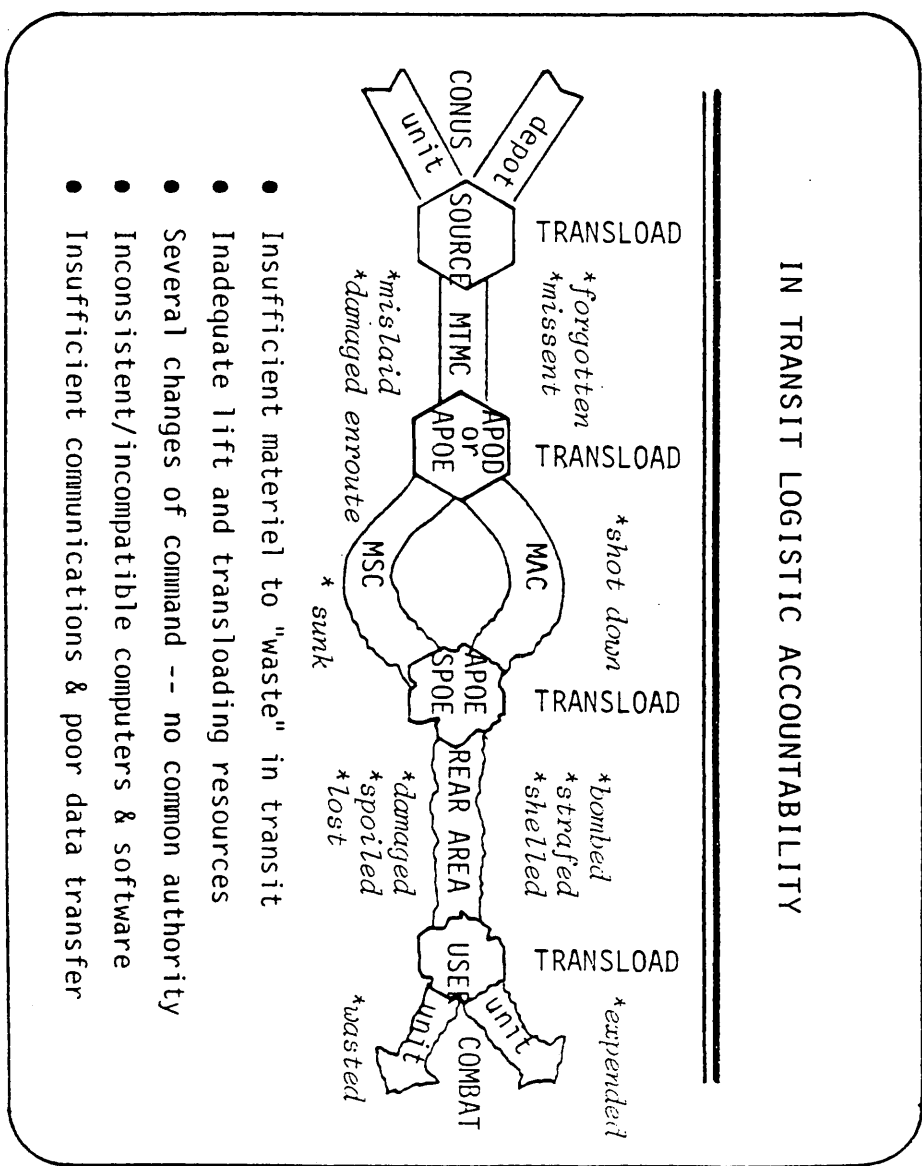 IN TRANSIT LOGISTIC ACCOUNTABILITY
TRANSLOAD
TRANSLOAD
TRANSLOAD
TRANSLOAD
*forgotten
*missent
*shot down
*bombed
*strafed
*shelled
*expended
depot
CONUS
unit
SOURCE
MTMC
APOD
or
APOE
MAC
MSC
APOE
SPOE
REAR AREA
USER
unit
COMBAT
unit
*mislaid
*damaged enroute
* sunk
*damaged
*spoiled
*lost
*wasted
• Insufficient materiel to "waste" in transit
• Inadequate lift and transloading resources
• Several changes of command -- no common authority
• Inconsistent/incompatible computers & software
• Insufficient communications & poor data transfer